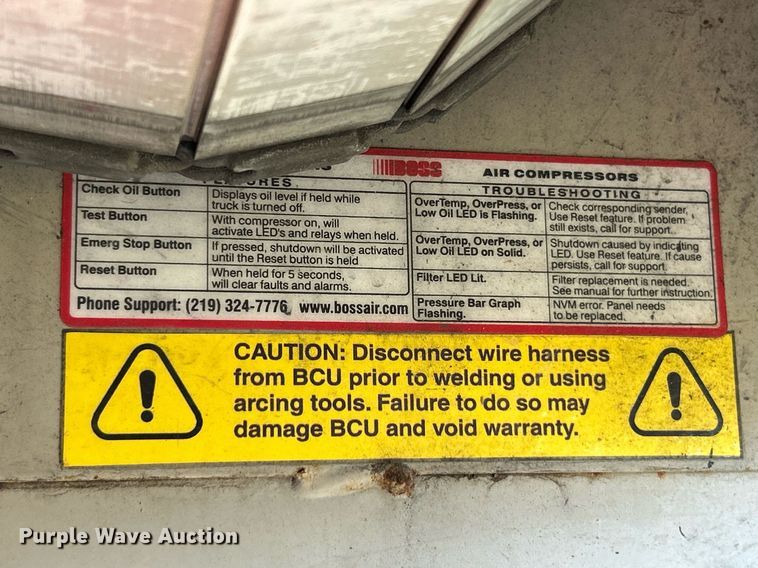 BOSS AIR COMPRESSORS
Check Oil Button
Displays oil level if held while
truck is turned off.
Test Button
With compressor on, will
activate LED's and relays when held.
Emerg Stop Button
If pressed, shutdown will be activated
until the Reset button is held
Reset Button
When held for 5 seconds,
will clear faults and alarms.
Phone Support: (219) 324-7776 www.bossair.com
TROUBLESHOOTING
OverTemp, OverPress, or
Low Oil LED is Flashing.
Check corresponding sender.
Use Reset feature. If problem
still exists, call for support.
OverTemp, OverPress, or
Low Oil LED on Solid.
Shutdown caused by indicating
LED. Use Reset feature. If cause
persists, call for support.
Filter LED Lit.
Filter replacement is needed.
See manual for further instruction.
Pressure Bar Graph
Flashing.
NVM error. Panel needs
to be replaced.
CAUTION: Disconnect wire harness
from BCU prior to welding or using
arcing tools. Failure to do so may
damage BCU and void warranty.
Purple Wave Auction